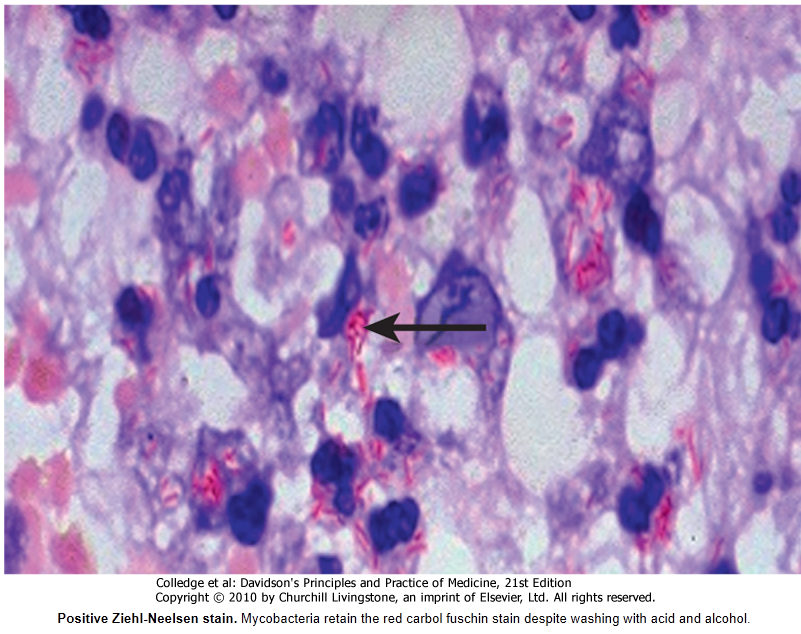 Colledge et al: Davidson's Principles and Practice of Medicine, 21st Edition
Copyright © 2010 by Churchill Livingstone, an imprint of Elsevier, Ltd. All rights reserved.
Positive Ziehl-Neelsen stain. Mycobacteria retain the red carbol fuschin stain despite washing with acid and alcohol.